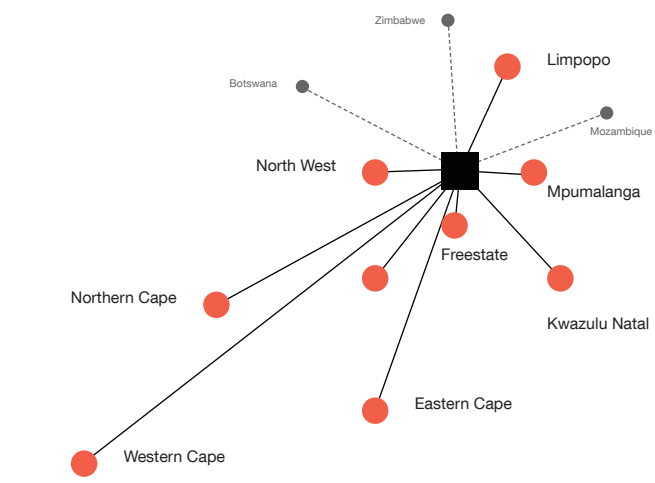 Zimbabwe
Limpopo
Botswana
Mozambique
North West
Mpumalanga
Freestate
Northern Cape
Kwazulu Natal
Eastern Cape
Western Cape